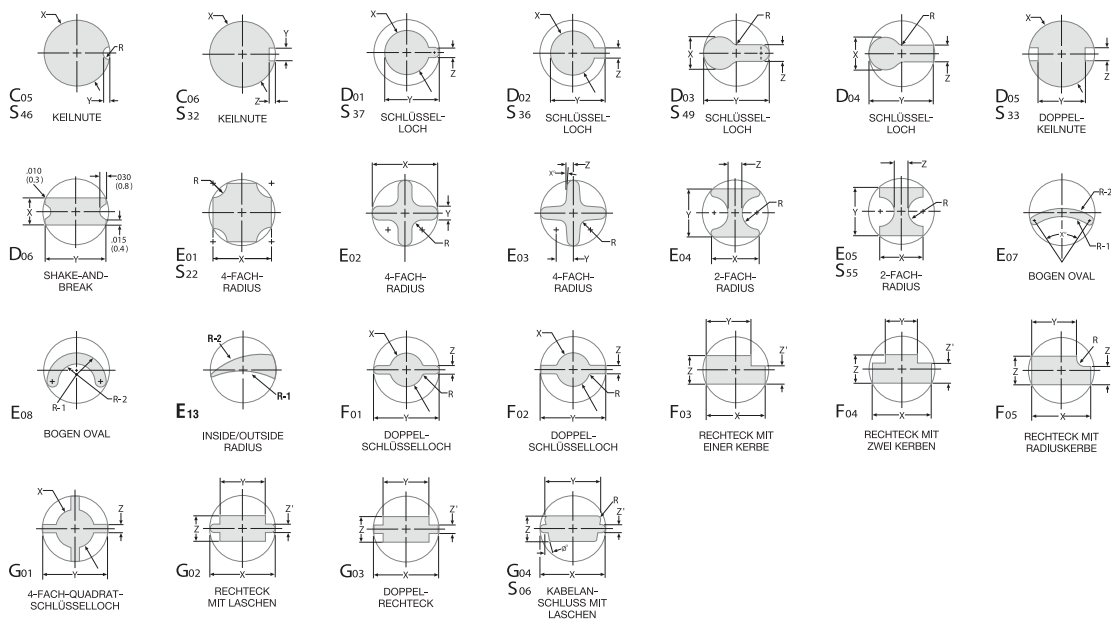 X
R
Y
C05
S46
KEILNUTE
X
Y
Z
C06
S32
KEILNUTE
X
Z
Y
D01
S37
SCHLÜSSEL-
LOCH
X
Z
Y
D02
S36
SCHLÜSSEL-
LOCH
R
X
Z
Y
D03
S49
SCHLÜSSEL-
LOCH
R
X
Z
Y
D04
SCHLÜSSEL-
LOCH
X
Z
Y
D05
S33
DOPPEL-
KEILNUTE
.010
(0.3)
.030
(0.8)
X
.015
(0.4)
Y
D06
SHAKE-AND-
BREAK
R
X
E01
S22
4-FACH-
RADIUS
X
Y
R
E02
4-FACH-
RADIUS
X°
Z
R
Y
E03
4-FACH-
RADIUS
Z
Y
R
X
E04
2-FACH-
RADIUS
Z
Y
R
X
E05
S55
2-FACH-
RADIUS
R-2
X°
R-1
E07
BOGEN OVAL
R-1
R-2
E08
BOGEN OVAL
R-2
R-1
E13
INSIDE/OUTSIDE
RADIUS
X
Z
R
Y
F01
DOPPEL-
SCHLÜSSELLOCH
X
Z
R
Y
F02
DOPPEL-
SCHLÜSSELLOCH
Y
Z'
Z
X
F03
RECHTECK MIT
EINER KERBE
Y
Z'
Z
X
F04
RECHTECK MIT
ZWEI KERBEN
Y
R
Z
Z'
X
F05
RECHTECK MIT
RADIUSKERBE
X
Z
Y
G01
4-FACH-QUADRAT-
SCHLÜSSELLOCH
Y
Z'
Z
X
G02
RECHTECK
MIT LASCHEN
Y
Z'
Z
X
G03
DOPPEL-
RECHTECK
Y
R
Z'
Z
Ø°
X
G04
S06
KABELAN-
SCHLUSS MIT
LASCHEN